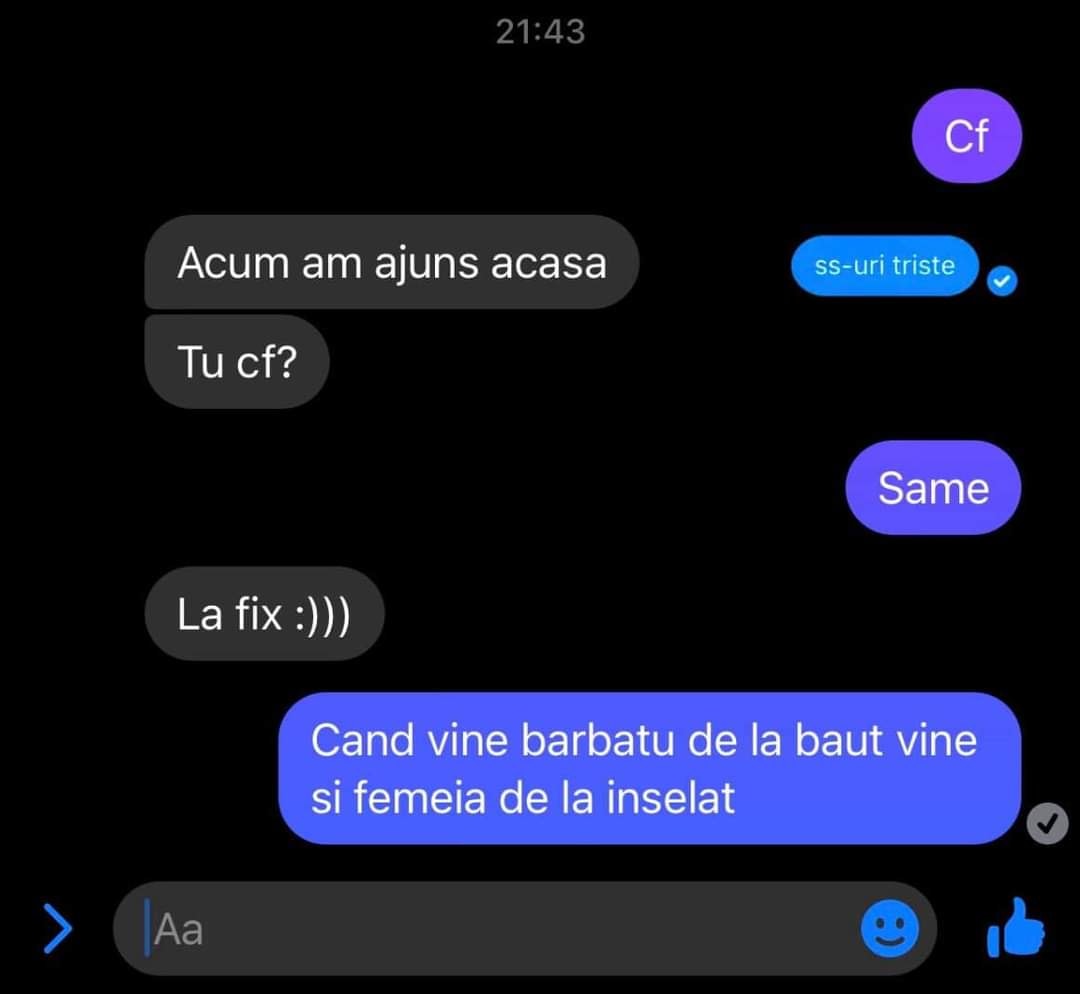 21:43
Cf
Acum am ajuns acasa
ss-uri triste
Tu cf?
Same
La fix :)))
Cand vine barbatu de la baut vine
si femeia de la inselat
Aa